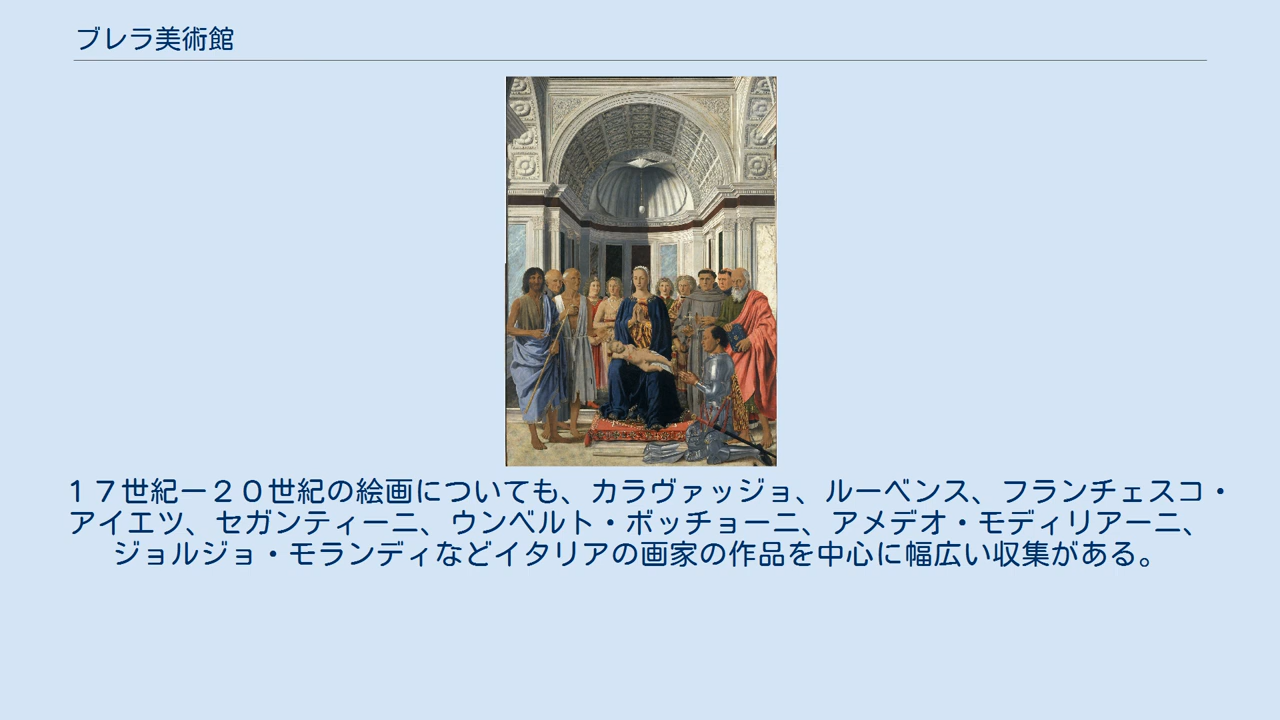 ブレラ美術館
１７世紀ー２０世紀の絵画についても、カラヴァッジョ、ルーベンス、フランチェスコ・
アイエツ、セガンティーニ、ウンベルト・ボッチョーニ、アメデオ・モディリアーニ、
ジョルジョ・モランディなどイタリアの画家の作品を中心に幅広い収集がある。